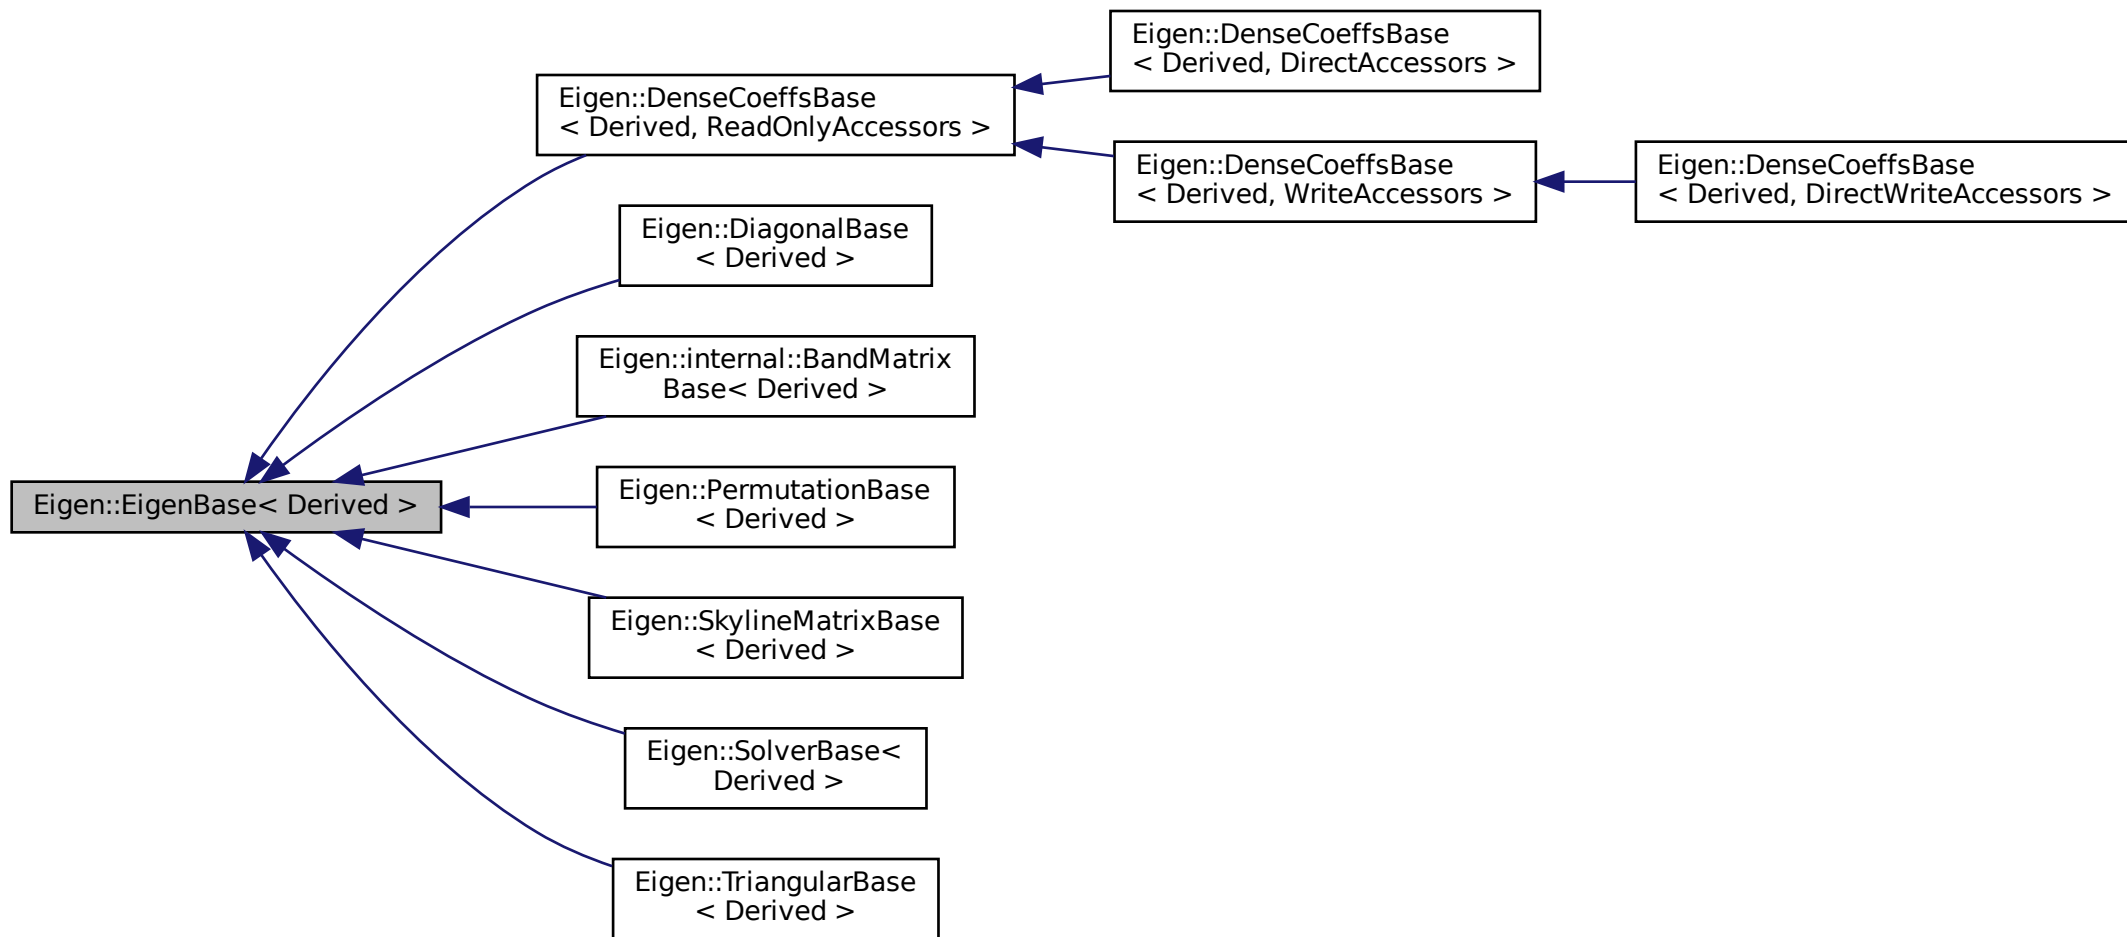 Eigen::DenseCoeffsBase
< Derived, DirectAccessors >
Eigen::DenseCoeffsBase
< Derived, ReadOnlyAccessors >
Eigen::DenseCoeffsBase
< Derived, WriteAccessors >
Eigen::DenseCoeffsBase
< Derived, DirectWriteAccessors >
Eigen::DiagonalBase
< Derived >
Eigen::internal::BandMatrix
Base< Derived >
Eigen::EigenBase< Derived >
Eigen::PermutationBase
< Derived >
Eigen::SkylineMatrixBase
< Derived >
Eigen::SolverBase<
Derived >
Eigen::TriangularBase
< Derived >